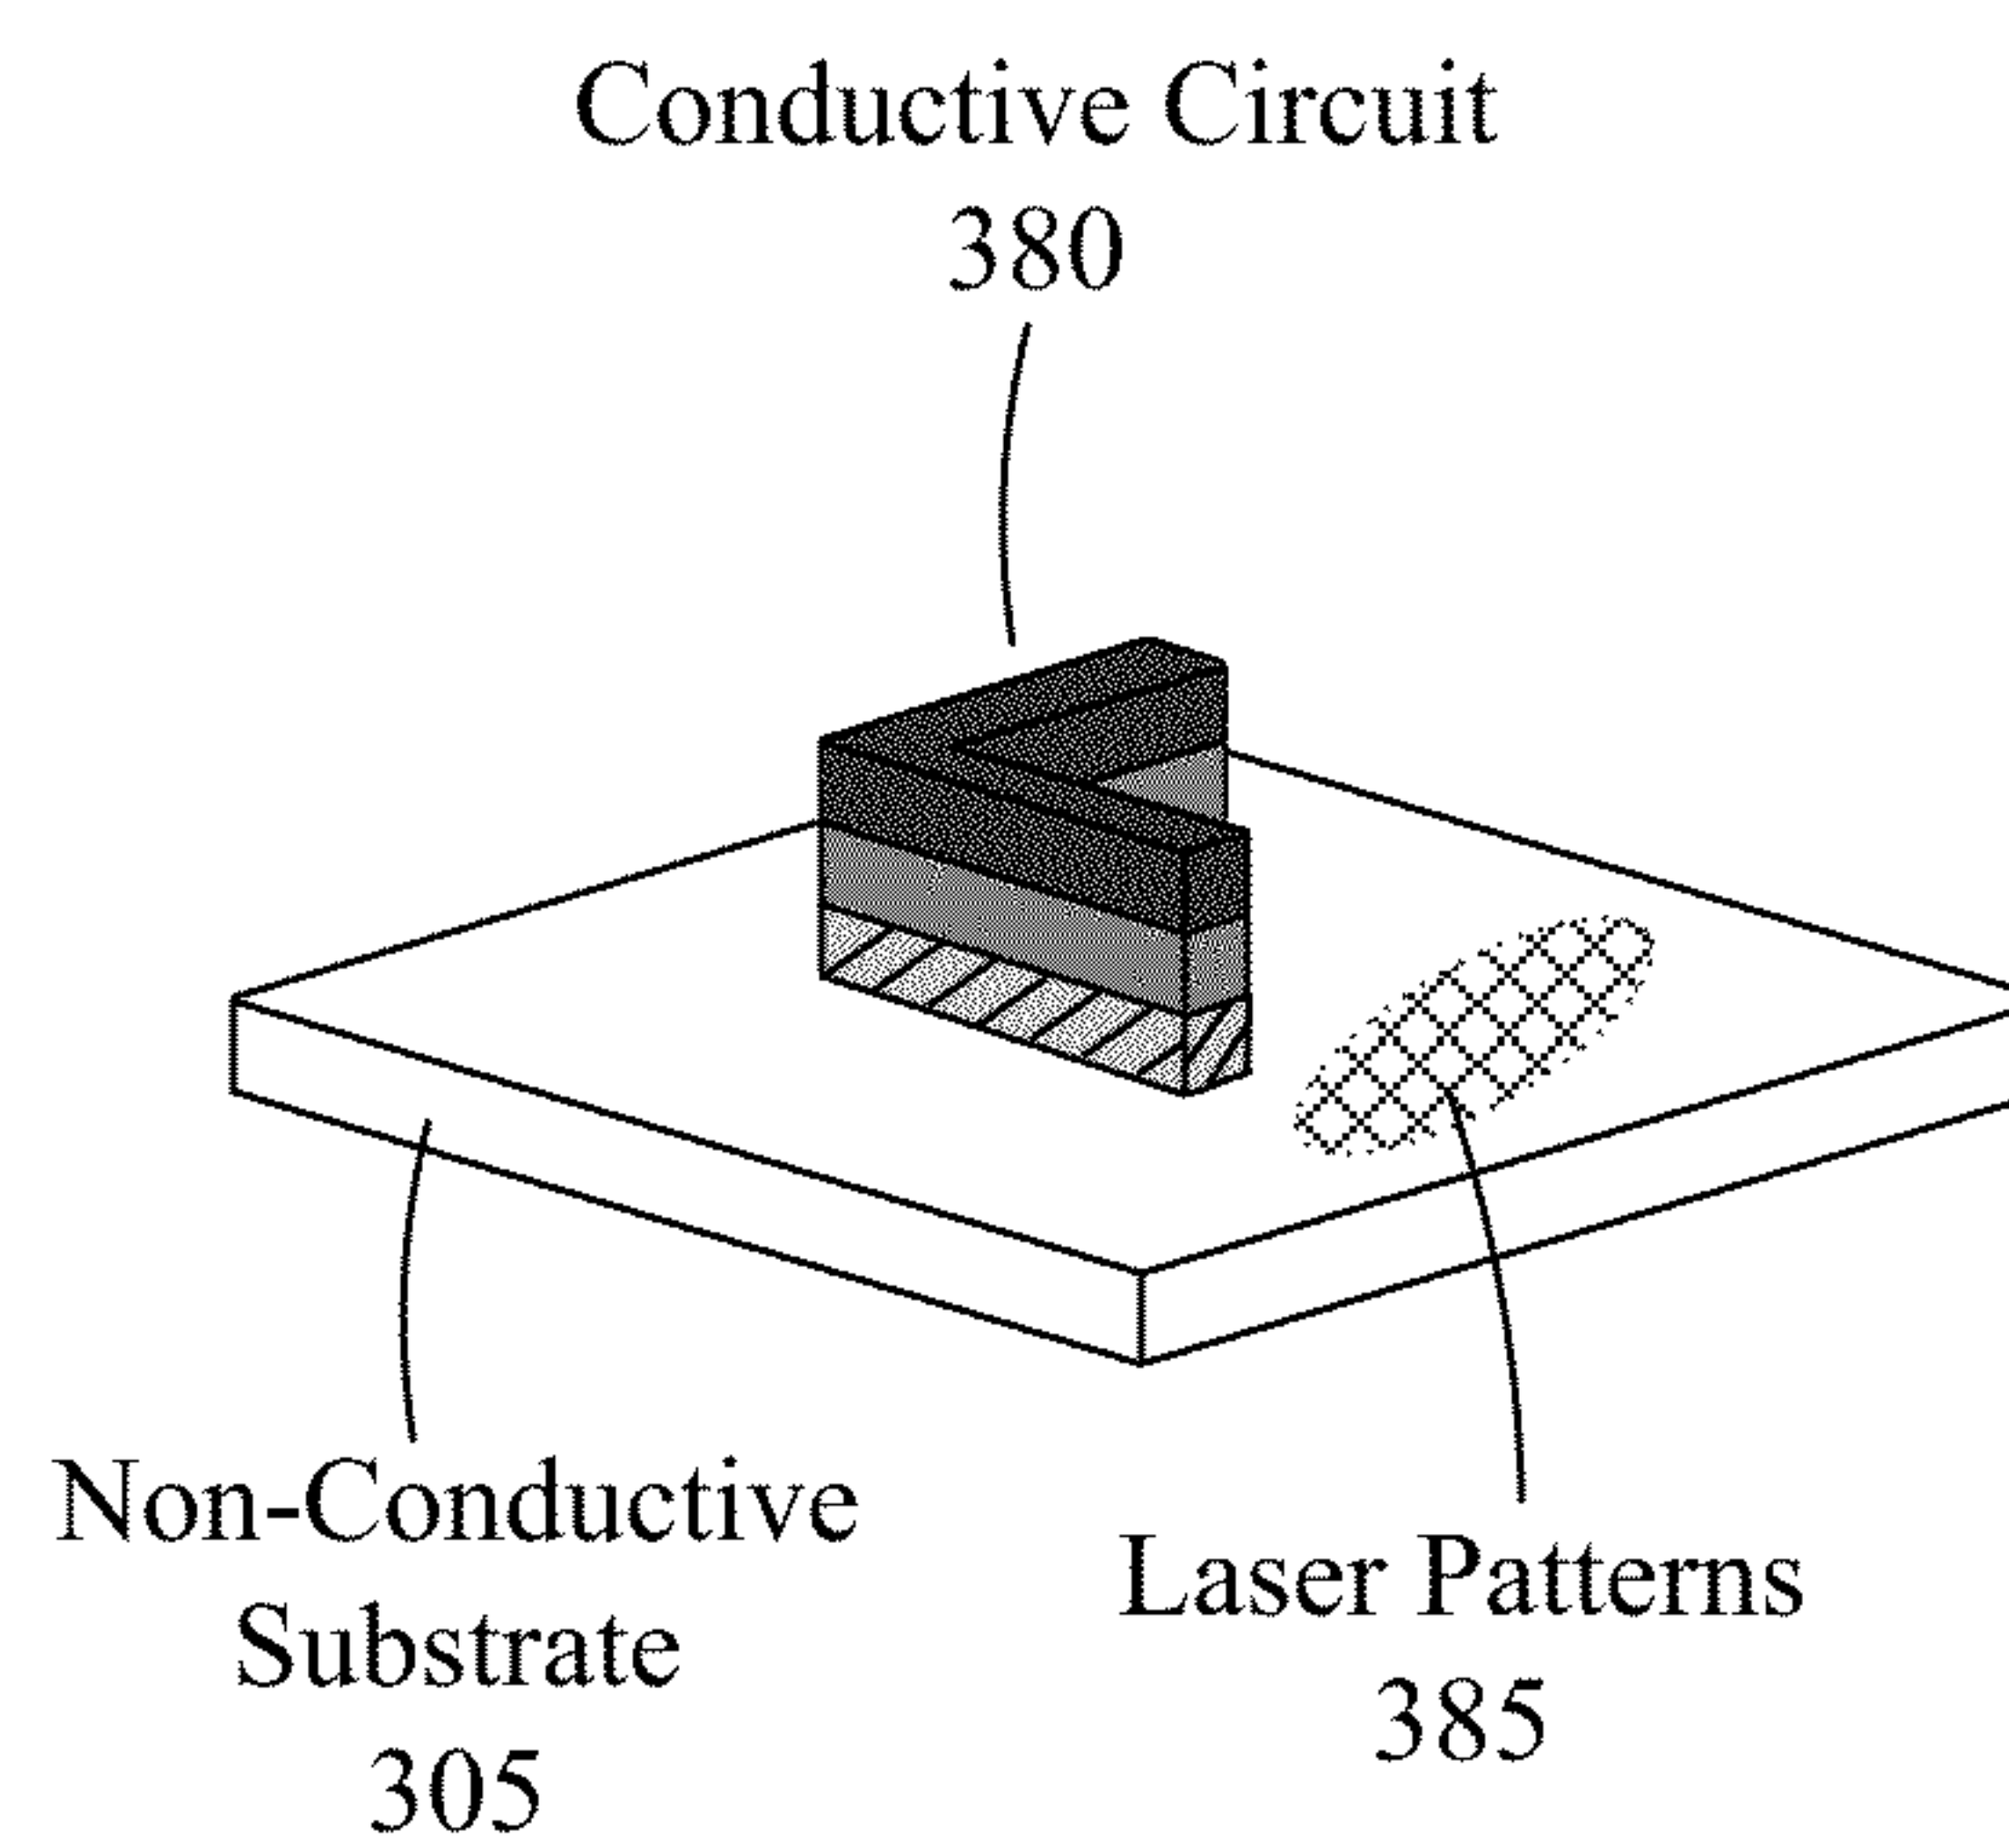 Conductive Circuit
380
Non-Conductive
Substrate
305
Laser Patterns
385